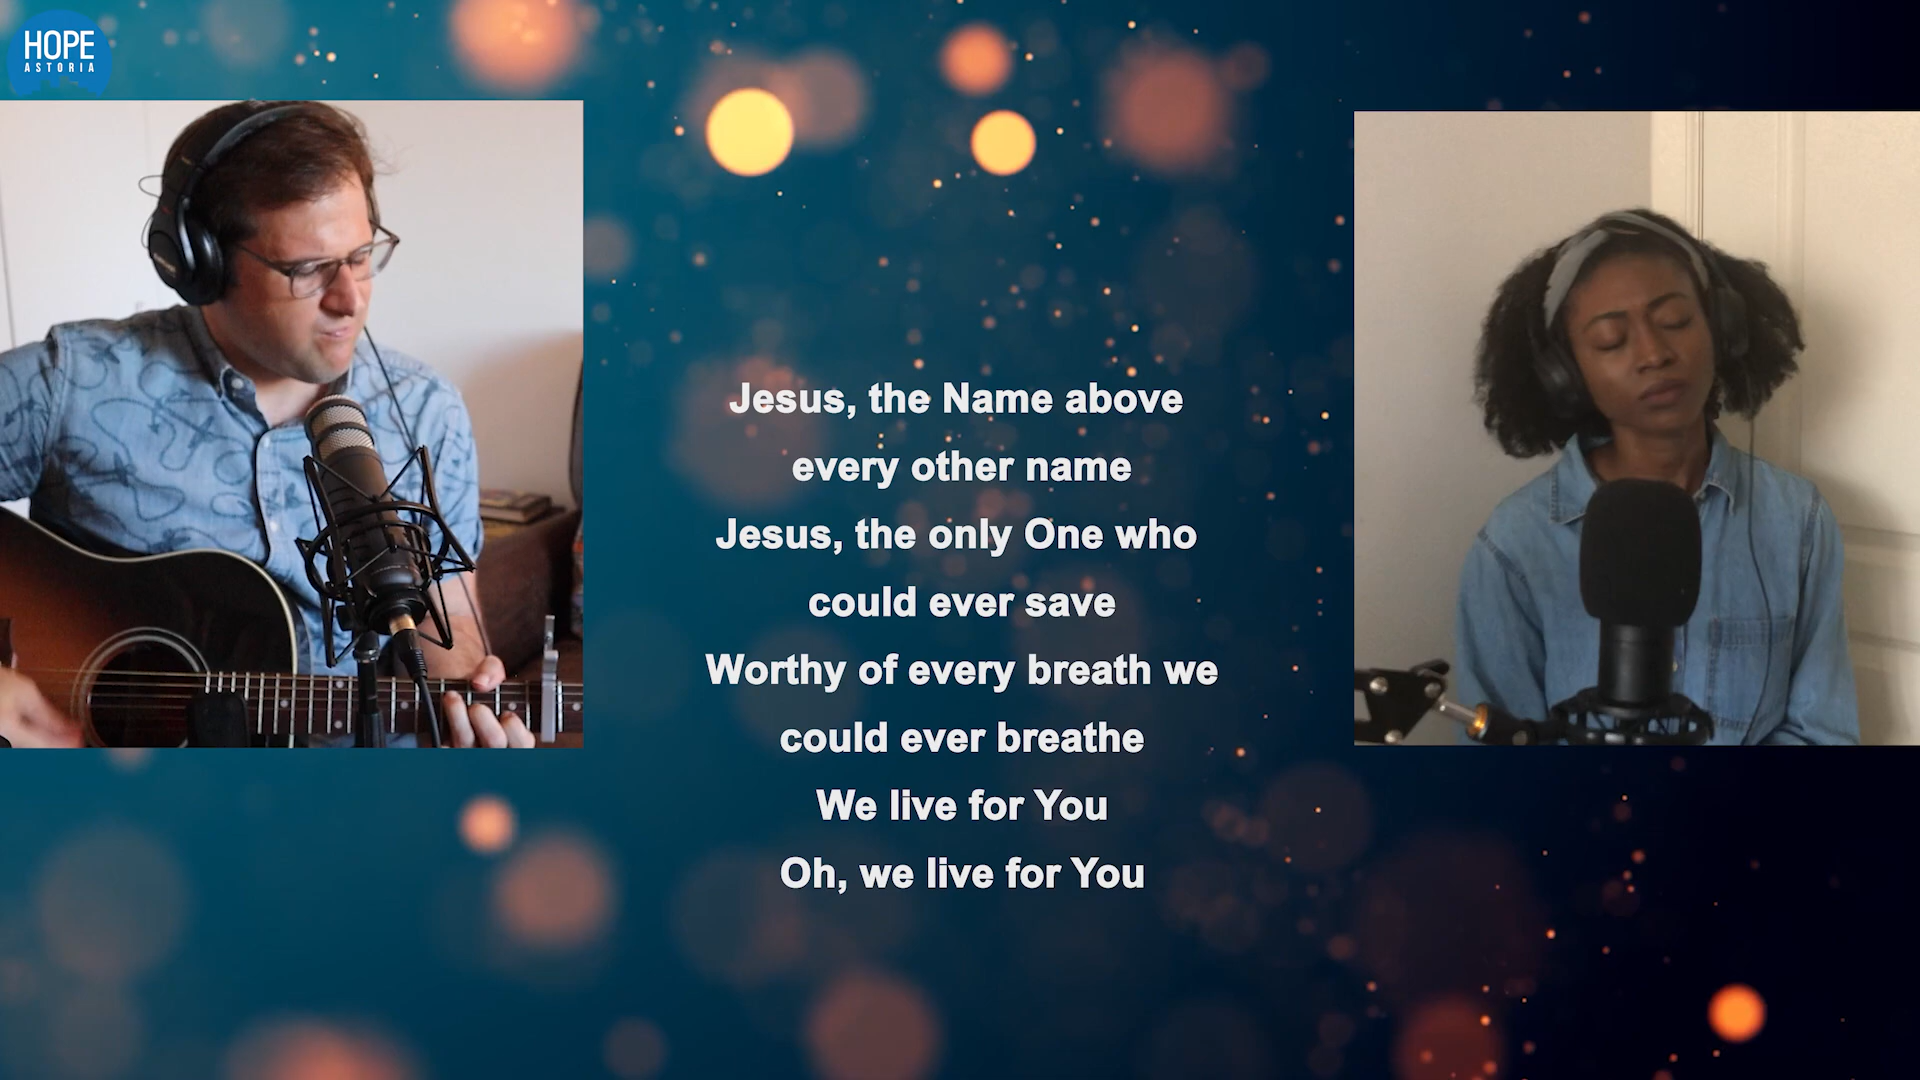 HOPE
ASTORIA
Jesus, the Name above
every other name
Jesus, the only One who
could ever save
Worthy of every breath we
could ever breathe
We live for You
Oh, we live for You